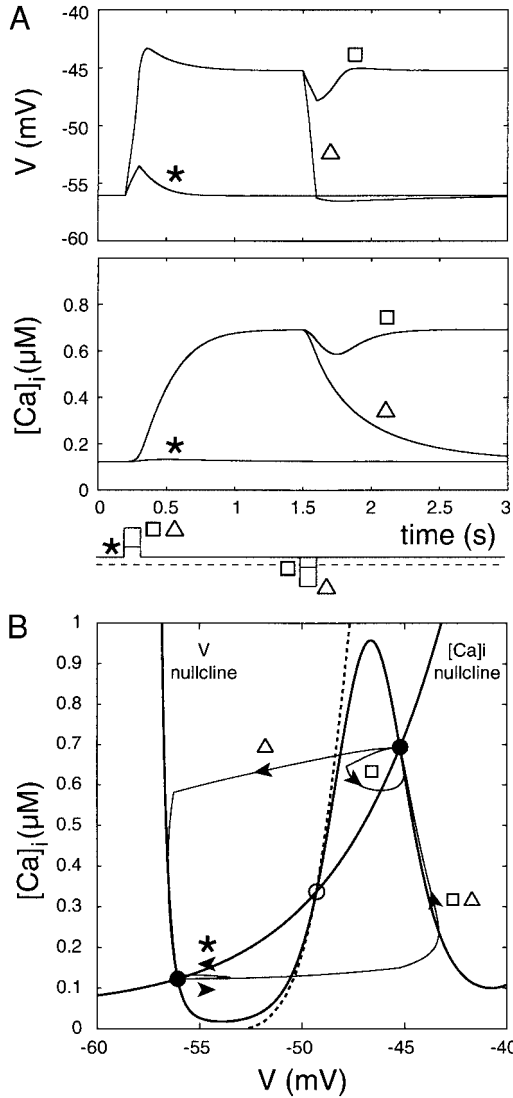 A
-40
-45
-50
-55
-60
V (mV)
□
△
*
0.8
0.6
0.4
0.2
0
[Ca]i (μM)
□
△
*
0 0.5 1 1.5 2 2.5 3
time (s)
* □ △
□
△
B
1
0.9
0.8
0.7
0.6
0.5
0.4
0.3
0.2
0.1
0
[Ca]i (μM)
V
nullcline
[Ca]i
nullcline
△
□
□ △
*
-60 -50 -45 -40
V (mV)